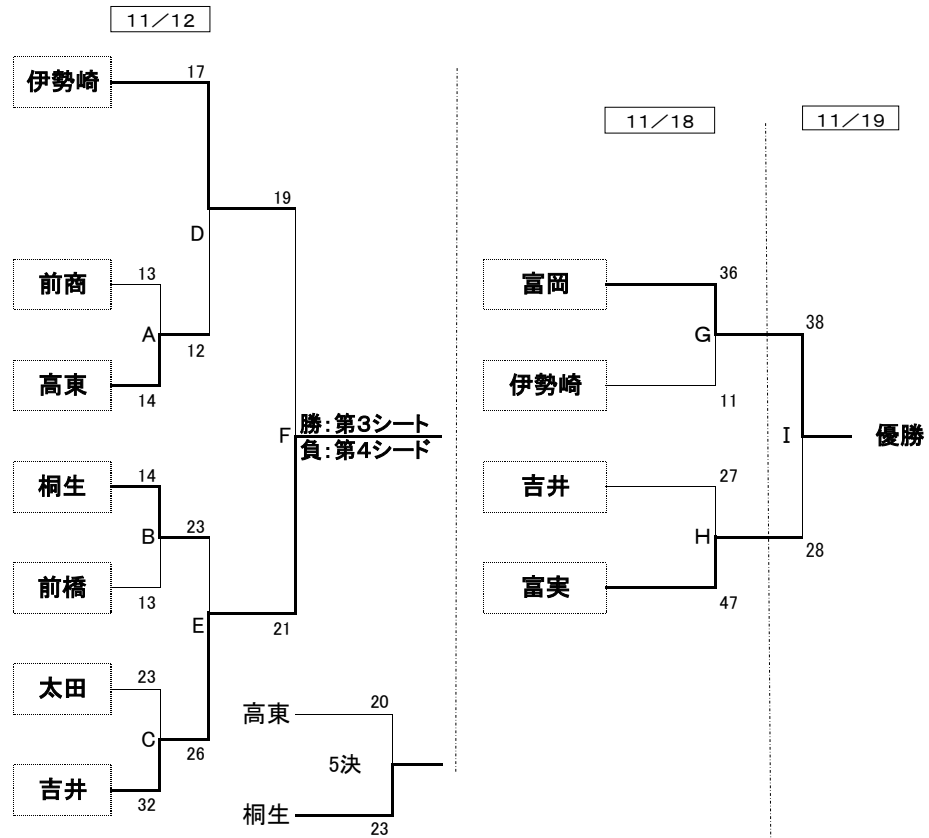 11／12
伊勢崎
17
19
D
前商
13
A
12
高東
14
桐生
14
B
23
前橋
13
E
21
太田
23
C
26
吉井
32
F
勝：第3シート
負：第4シード
高東
20
5決
桐生
23
11／18
11／19
富岡
36
G
38
伊勢崎
11
I
優勝
吉井
27
H
28
富実
47